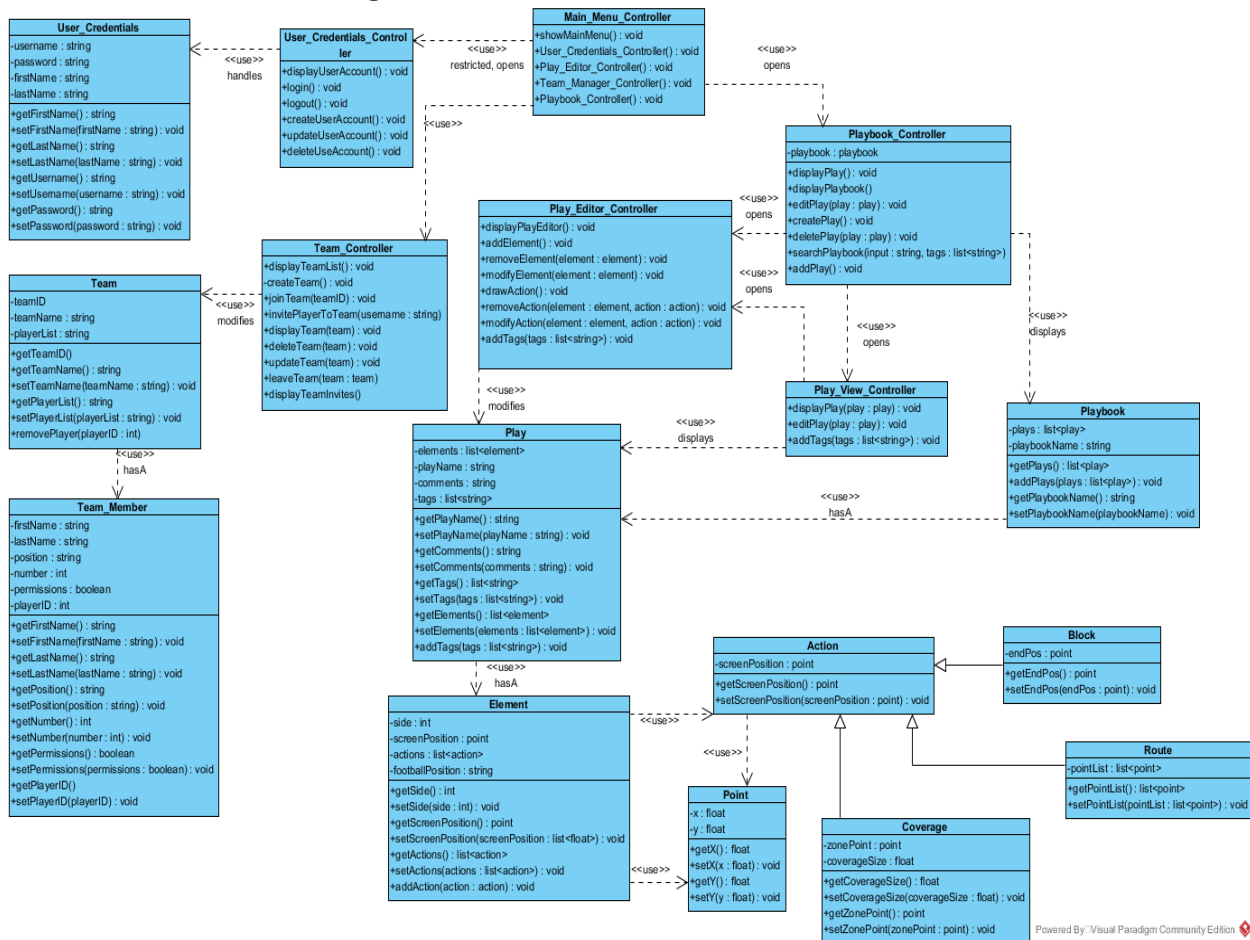 User_Credentials
-username : string
-password : string
-firstName : string
-lastName : string
+getFirstName() : string
+setFirstName(firstName : string) : void
+getLastName() : string
+setLastName(lastName : string) : void
+getUsername() : string
+setUsername(username : string) : void
+getPassword() : string
+setPassword(password : string) : void
<<use>>
handles
User_Credentials_Control
ler
+displayUserAccount() : void
+login() : void
+logout() : void
+createUserAccount() : void
+updateUserAccount() : void
+deleteUseAccount() : void
<<use>>
restricted, opens
Main_Menu_Controller
+showMainMenu() : void
+User_Credentials_Controller() : void
+Play_Editor_Controller() : void
+Team_Manager_Controller() : void
+Playbook_Controller() : void
<<use>>
opens
<<use>>
Playbook_Controller
-playbook : playbook
+displayPlay() : void
+displayPlaybook()
+editPlay(play : play) : void
+createPlay() : void
+deletePlay(play : play) : void
+searchPlaybook(input : string, tags : list<string>)
+addPlay() : void
<<use>>
opens
<<use>>
opens
<<use>>
opens
<<use>>
displays
Play_Editor_Controller
+displayPlayEditor() : void
+addElement() : void
+removeElement(element : element) : void
+modifyElement(element : element) : void
+drawAction() : void
+removeAction(element : element, action : action) : void
+modifyAction(element : element, action : action) : void
+addTags(tags : list<string>) : void
Team_Controller
+displayTeamList() : void
-createTeam() : void
+joinTeam(teamID) : void
+invitePlayerToTeam(username : string)
+displayTeam(team) : void
+deleteTeam(team) : void
+updateTeam(team) : void
+leaveTeam(team : team)
+displayTeamInvites()
<<use>>
modifies
Team
-teamID
-teamName : string
-playerList : string
+getTeamID()
+getTeamName() : string
+setTeamName(teamName : string) : void
+getPlayerList() : string
+setPlayerList(playerList : string) : void
+removePlayer(playerID : int)
<<use>>
hasA
Team_Member
-firstName : string
-lastName : string
-position : string
-number : int
-permissions : boolean
-playerID : int
+getFirstName() : string
+setFirstName(firstName : string) : void
+getLastName() : string
+setLastName(lastName : string) : void
+getPosition() : string
+setPosition(position : string) : void
+getNumber() : int
+setNumber(number : int) : void
+getPermissions() : boolean
+setPermissions(permissions : boolean) : void
+getPlayerID()
+setPlayerID(playerID) : void
<<use>>
modifies
Play
-elements : list<element>
-playName : string
-comments : string
-tags : list<string>
+getPlayName() : string
+setPlayName(playName : string) : void
+getComments() : string
+setComments(comments : string) : void
+getTags() : list<string>
+setTags(tags : list<string>) : void
+getElements() : list<element>
+setElements(elements : list<element>) : void
+addTags(tags : list<string>) : void
<<use>>
displays
Play_View_Controller
+displayPlay(play : play) : void
+editPlay(play : play) : void
+addTags(tags : list<string>) : void
Playbook
-plays : list<play>
-playbookName : string
+getPlays() : list<play>
+addPlays(plays : list<play>) : void
+getPlaybookName() : string
+setPlaybookName(playbookName) : void
<<use>>
hasA
<<use>>
hasA
Element
-side : int
-screenPosition : point
-actions : list<action>
-footballPosition : string
+getSide() : int
+setSide(side : int) : void
+getScreenPosition() : point
+setScreenPosition(screenPosition : list<float>) : void
+getActions() : list<action>
+setActions(actions : list<action>) : void
+addAction(action : action) : void
<<use>>
<<use>>
Action
-screenPosition : point
+getScreenPosition() : point
+setScreenPosition(screenPosition : point) : void
<<use>>
Point
-x : float
-y : float
+getX() : float
+setX(x : float) : void
+getY() : float
+setY(y : float) : void
Block
-endPos : point
+getEndPos() : point
+setEndPos(endPos : point) : void
Route
-pointList : list<point>
+getPointList() : list<point>
+setPointList(pointList : list<point>) : void
Coverage
-zonePoint : point
-coverageSize : float
+getCoverageSize() : float
+setCoverageSize(coverageSize : float) : void
+getZonePoint() : point
+setZonePoint(zonePoint : point) : void
Powered By Visual Paradigm Community Edition